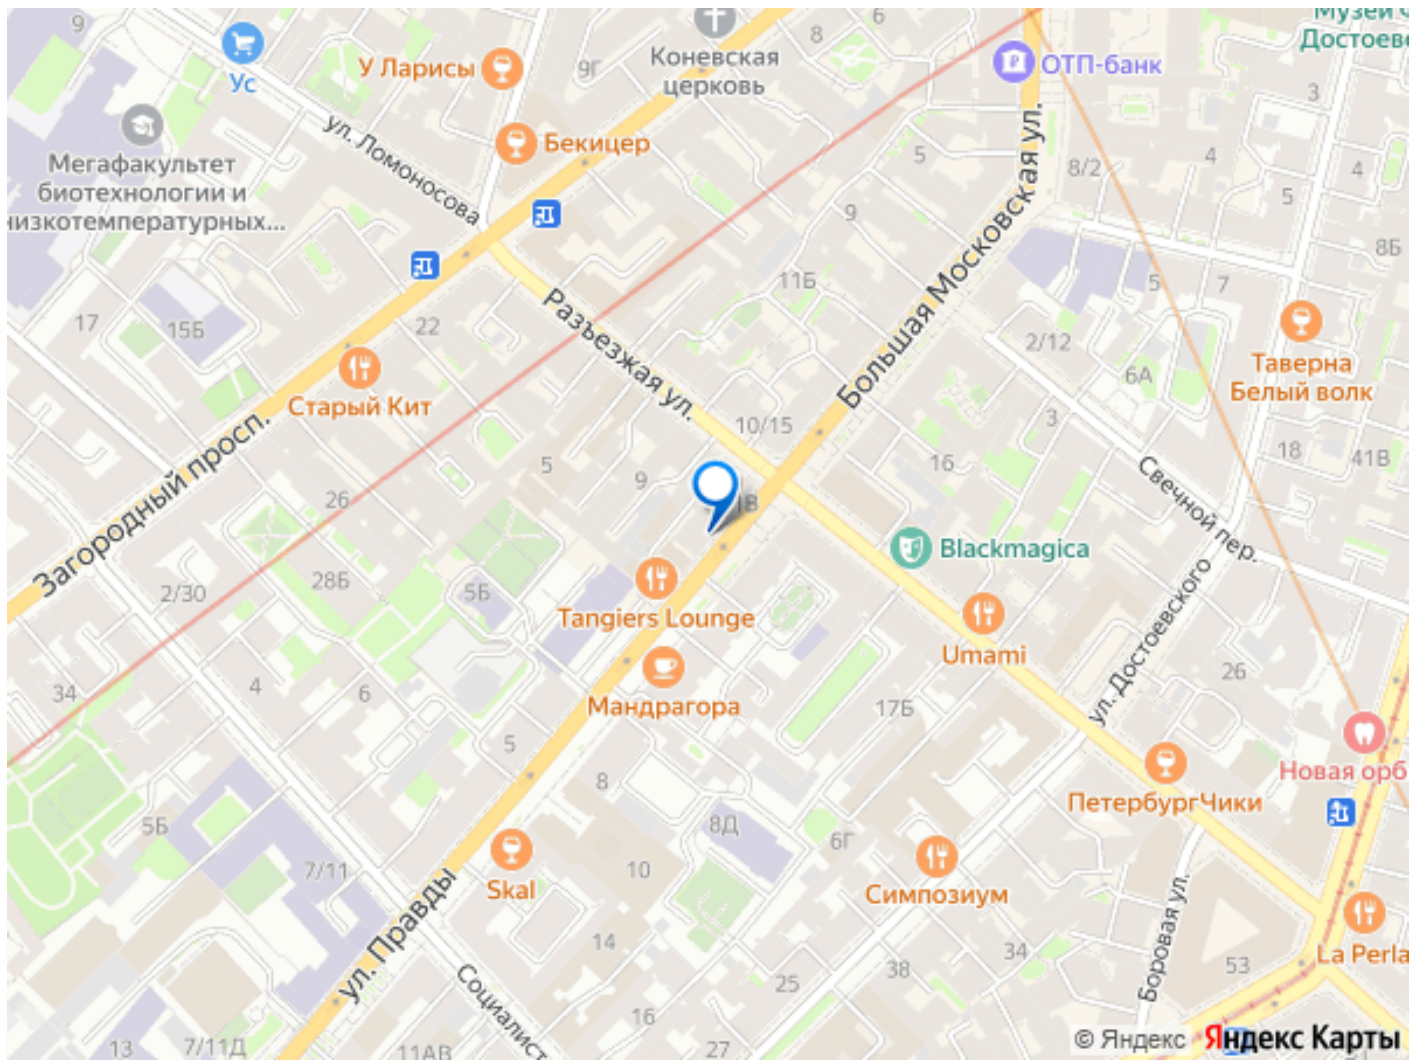 9
Ус
У Ларисы
9Г
Коневская
церковь
8
6
ОТП-банк
Достоевс
3
Мегафакультет
биотехнологии и
низкотемпературных...
ул. Ломоносова
Бекицер
5
8/2
4
4
5
9
8Б
Большая Московская ул.
11Б
5
7
17
15Б
22
Разъезжая ул.
2/12
6А
Таверна
Белый волк
Старый Кит
10/15
3
18
41В
Загородный просп.
5
9
16
Свечной пер.
26
1В
Blackmagica
28Б
2/30
5Б
Tangiers Lounge
Umami
ул. Достоевского
26
34
4
6
Мандрагора
17Б
5
8
Новая орб
ПетербургЧики
5Б
8Д
6Г
7/11
Skal
10
Симпозиум
ул. Правды
14
34
Боровая ул.
La Perla
53
Социалист
25
38
16
13
7/11Д
11АВ
27
© Яндекс
Яндекс Карты